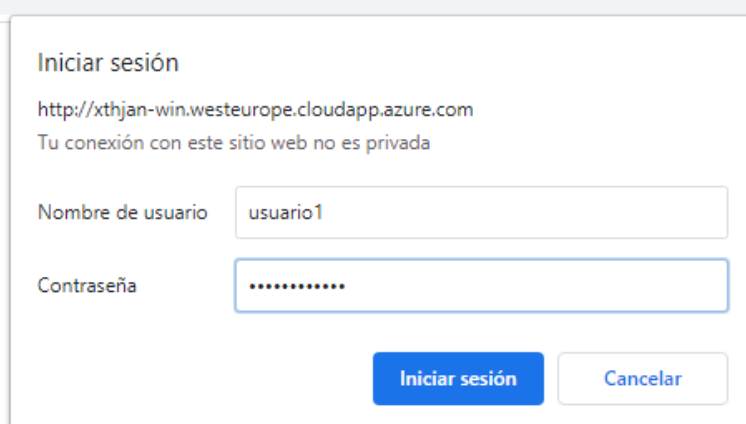 Iniciar sesión
http://xthjan-win.westeurope.cloudapp.azure.com
Tu conexión con este sitio web no es privada
Nombre de usuario usuario1
Contraseña ••••••••••••
Iniciar sesión Cancelar